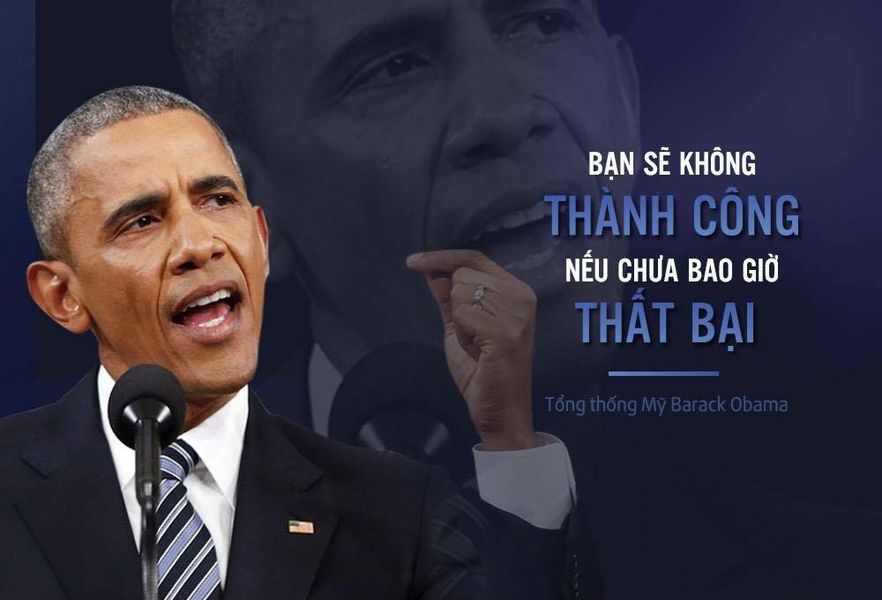 BẠN SẼ KHÔNG
THÀNH CÔNG
NẾU CHƯA BAO GIỜ
THẤT BẠI
Tổng thống Mỹ Barack Obama